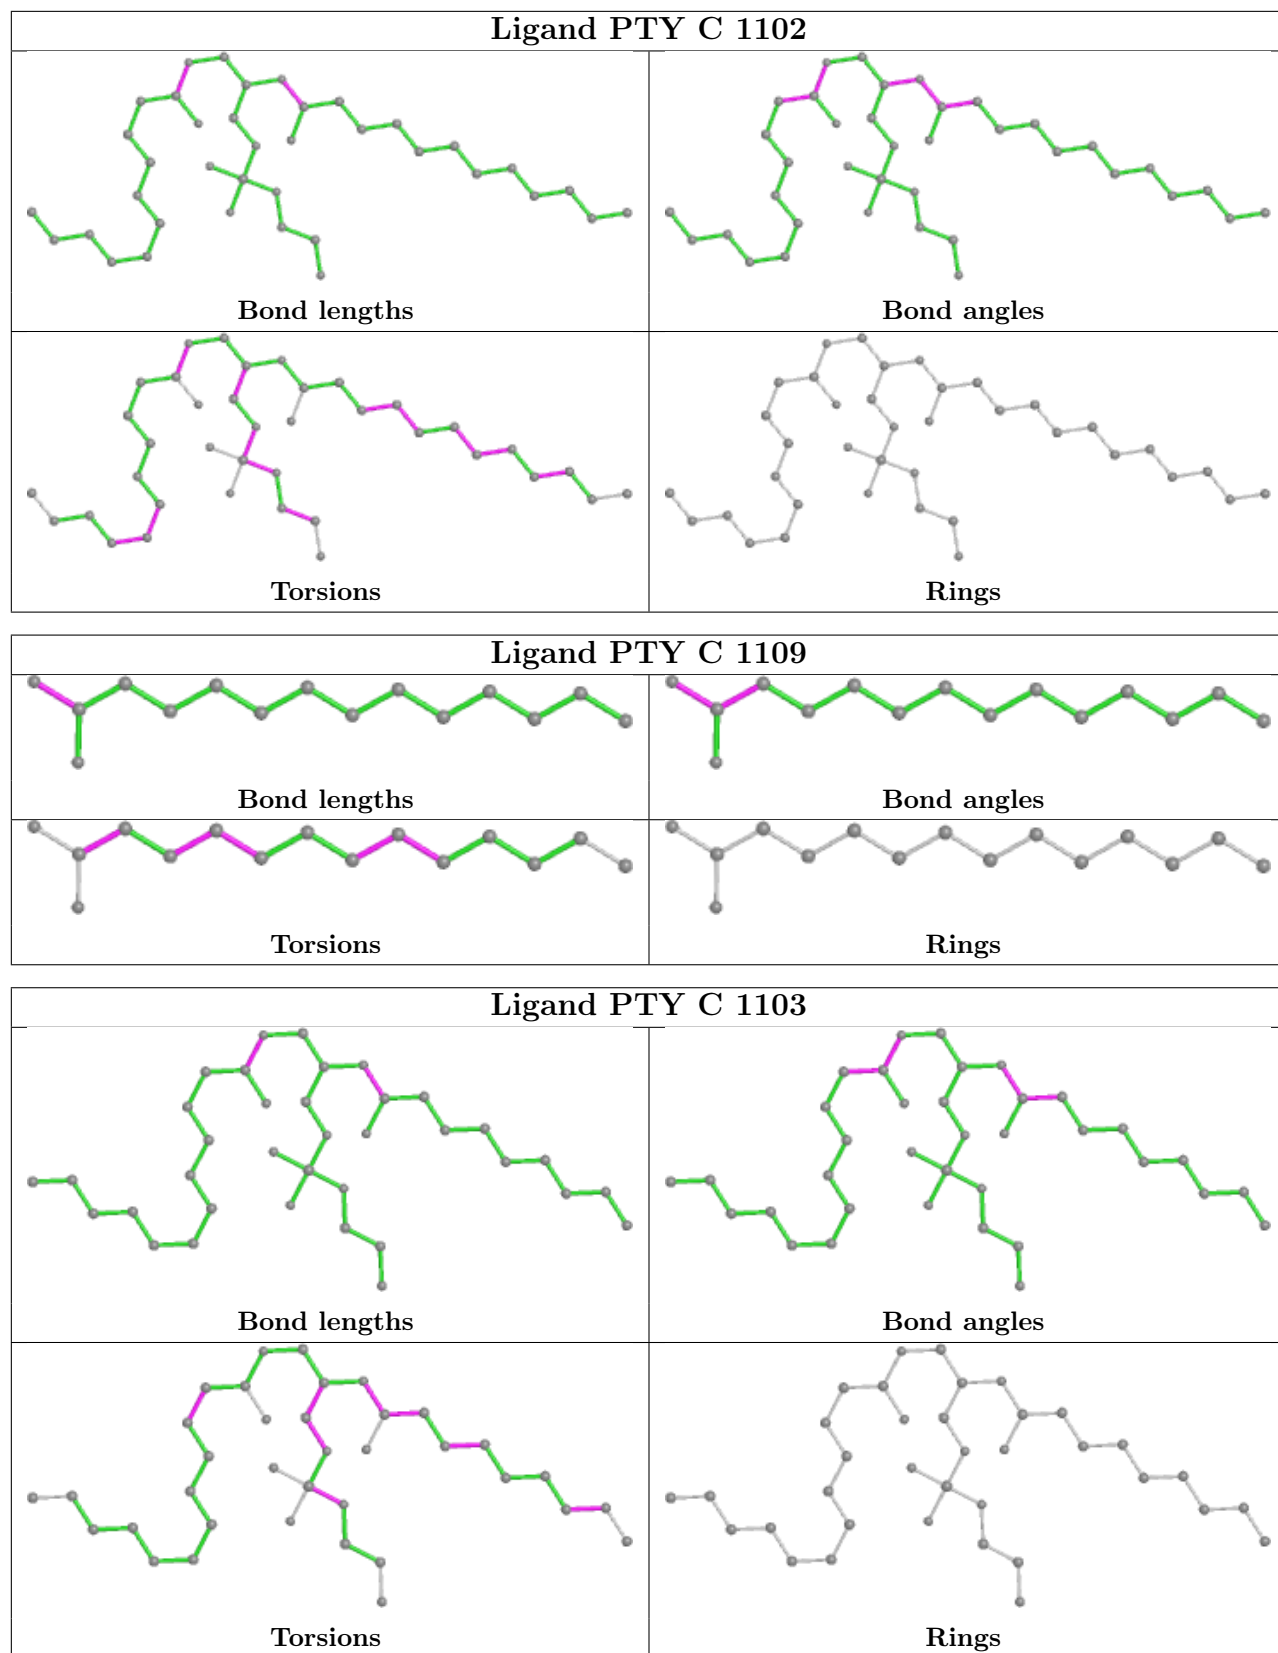 Ligand PTY C 1102
Bond lengths
Bond angles
Torsions
Rings
Ligand PTY C 1109
Bond lengths
Bond angles
Torsions
Rings
Ligand PTY C 1103
Bond lengths
Bond angles
Torsions
Rings